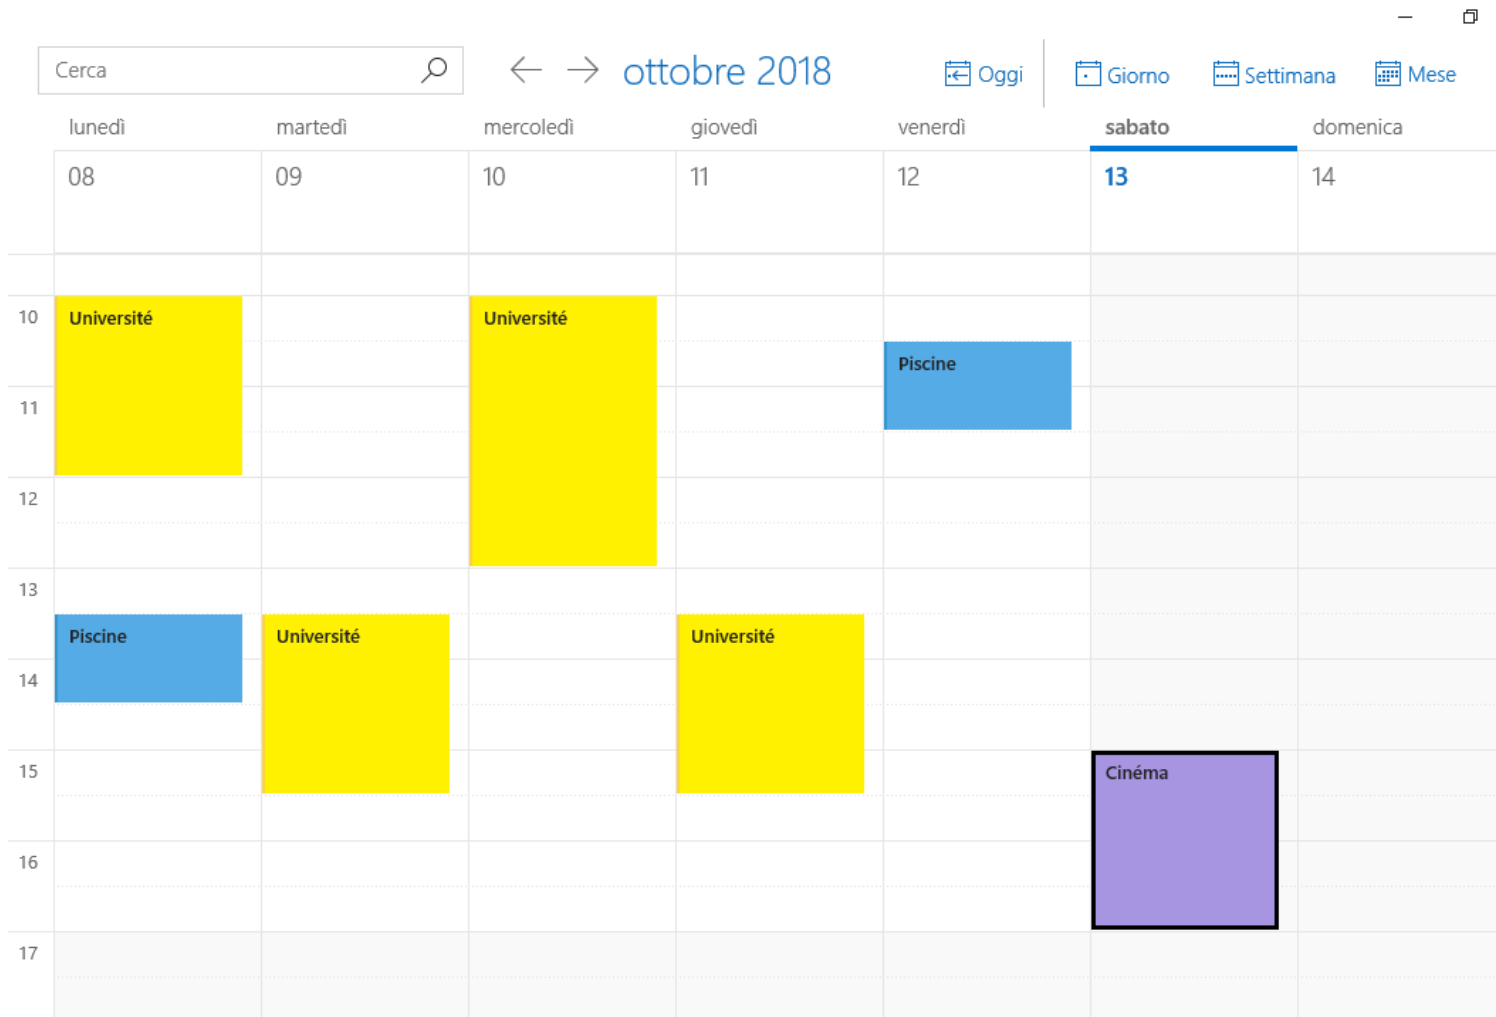 Cerca
ottobre 2018
Oggi
Giorno
Settimana
Mese
lunedì martedì mercoledì giovedì venerdì sabato domenica
08 09 10 11 12 13 14
10 Université Université
Piscine
11
12
13
Piscine Université Université
14
15 Cinéma
16
17